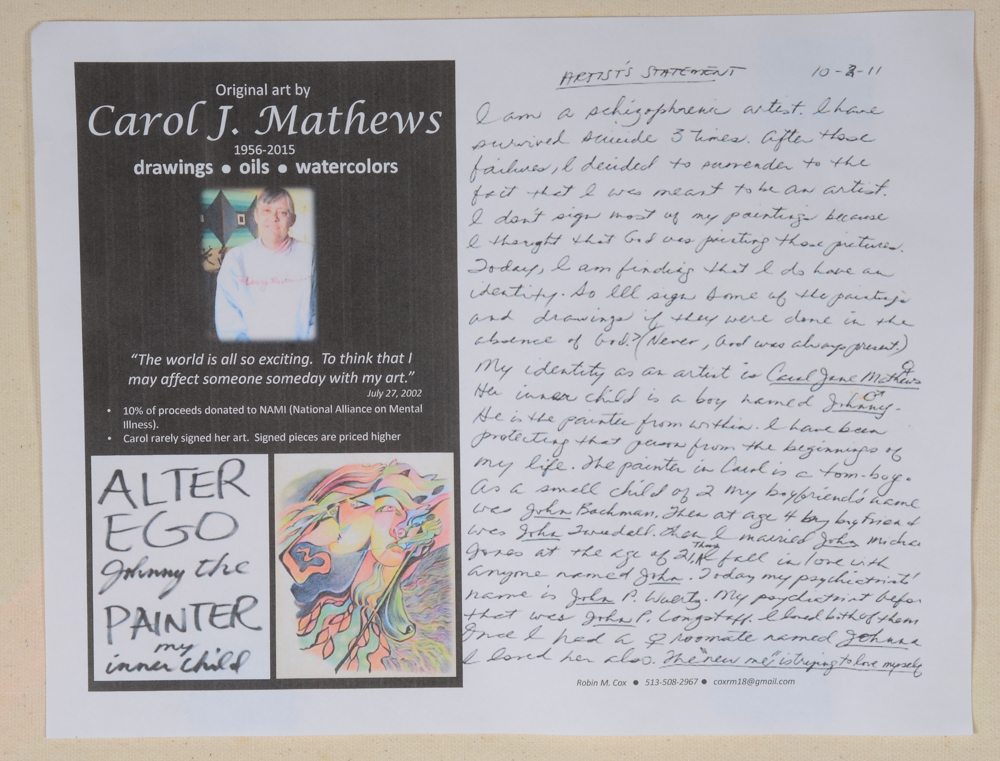 Original art by
Carol J. Mathews
1956-2015
drawings ● oils ● watercolors
“The world is all so exciting.  To think that I
may affect someone someday with my art.”
July 27, 2002
• 10% of proceeds donated to NAMI (National Alliance on Mental
Illness).
• Carol rarely signed her art.  Signed pieces are priced higher
ALTER
EGO
Johnny the
PAINTER
my
inner child
ARTIST'S STATEMENT 10-2-11
I am a schizophrenic artist. I have
survived suicide 3 times. After those
failures, I decided to surrender to the
fact that I was meant to be an artist.
I don't sign most of my paintings because
I thought that God was painting those pictures.
Today, I am finding that I do have an
identity. So I'll sign some of the paintings
and drawings if they were done in the
absence of God.? (Never, God was always present)
My identity as an artist is Carol Jane Mathews ♀
Her inner child is a boy named Johnny ♂.
He is the painter from within. I have been
protecting that person from the beginnings of
my life. The painter in Carol is a tom-boy.
As a small child of 2 my boyfriend's name
was John Bachman. Then at age 4 my boyfriend
was John Twaddell. Then I married John Michae
Jones at the age of 21. Then I fall in love with
anyone named John. Today my psychiatrists'
name is John P. Wuertz. My psychiatrist befor
that was John P. Longstaff. I loved both of them
Once I had a ♀ roomate named Johnna
I loved her also. The "new me" is trying to love myself
Robin M. Cox ● 513-508-2967 ● coxrm18@gmail.com